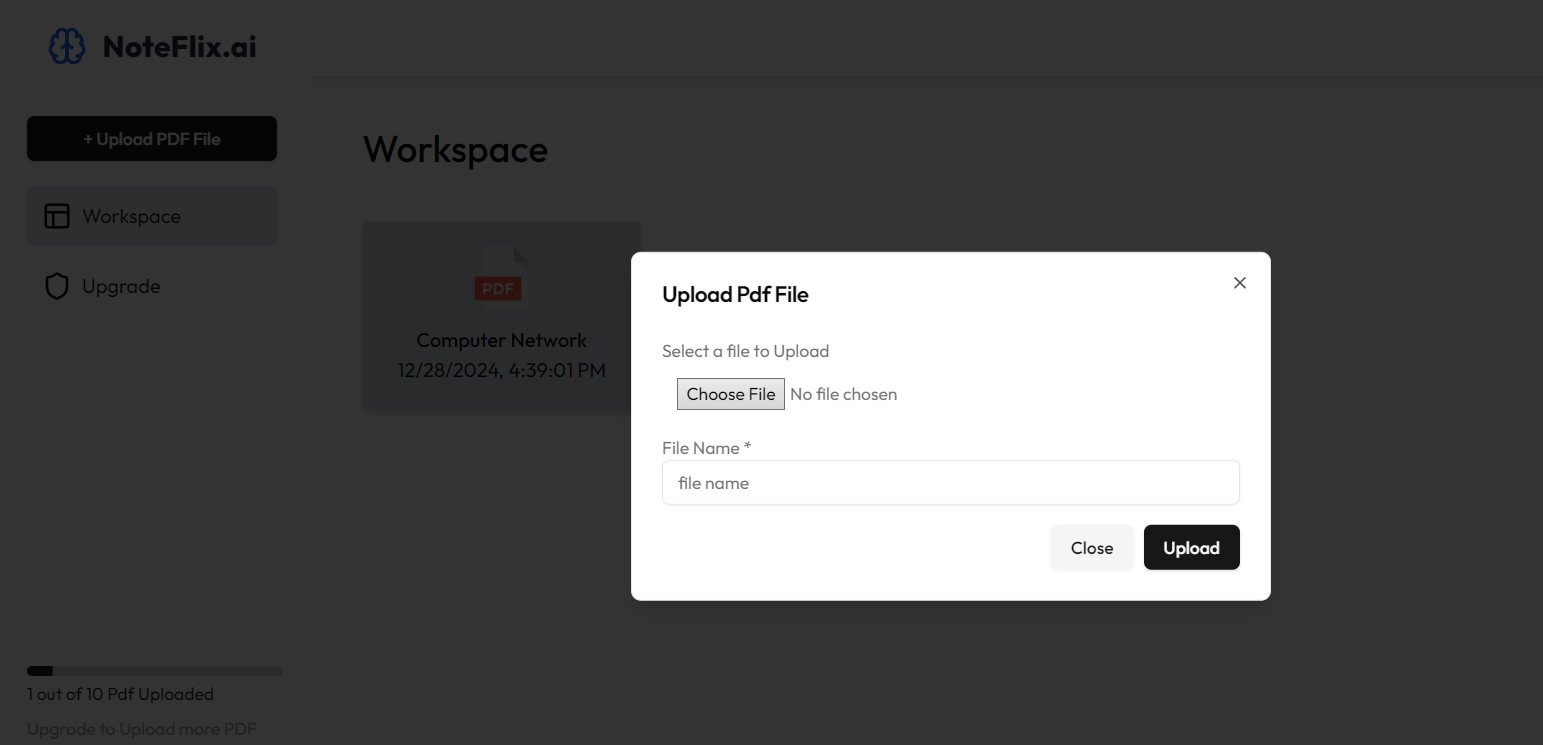 NoteFlix.ai
+ Upload PDF File
Workspace
Upgrade
1 out of 10 Pdf Uploaded
Upgrade to Upload more PDF
Workspace
PDF
Computer Network
12/28/2024, 4:39:01 PM
Upload Pdf File
Select a file to Upload
Choose File No file chosen
File Name *
file name
Close Upload